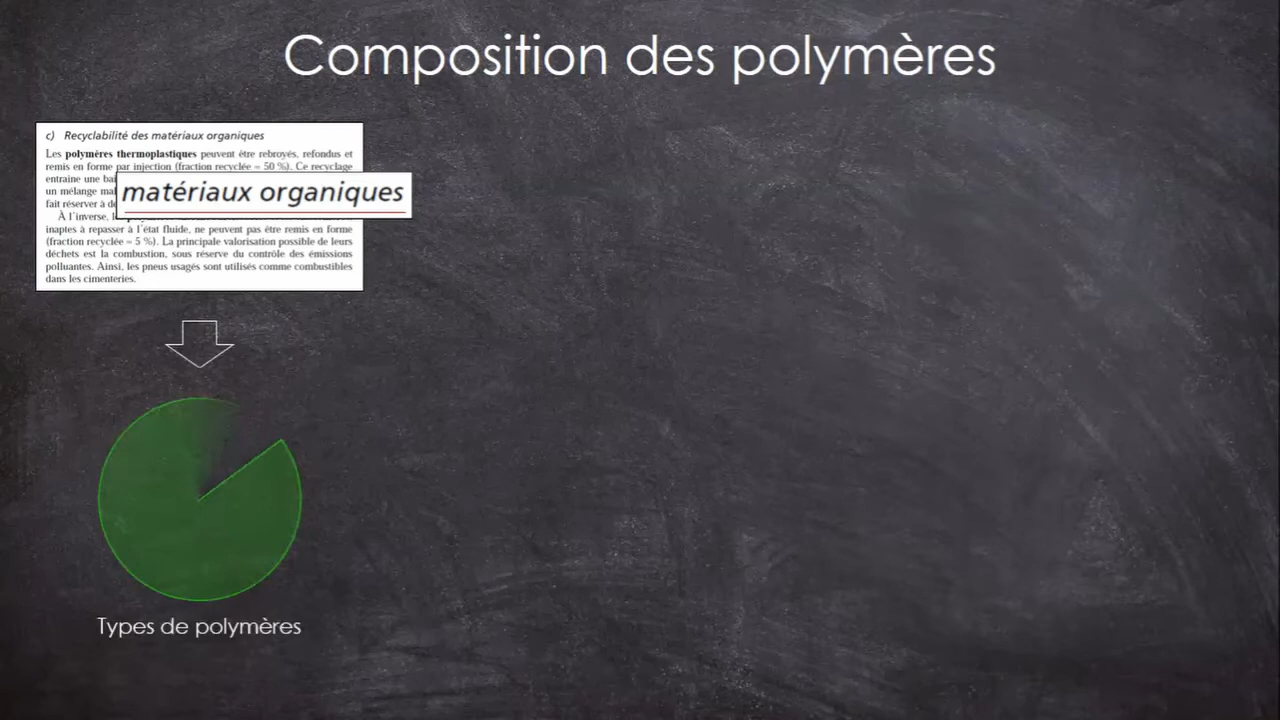 Composition des polymères
c) Recyclabilité des matériaux organiques
Les polymères thermoplastiques peuvent être rebroyés, refondus et
remis en forme par injection (fraction recyclée ≈ 50 %). Ce recyclage
entraine une
matériaux organiques
un mélange
fait réserver à
À l'inverse,
inaptes à repasser à l'état fluide, ne peuvent pas être remis en forme
(fraction recyclée ≈ 5 %). La principale valorisation possible de leurs
déchets est la combustion, sous réserve du contrôle des émissions
polluantes. Ainsi, les pneus usagés sont utilisés comme combustibles
dans les cimenteries.
Types de polymères